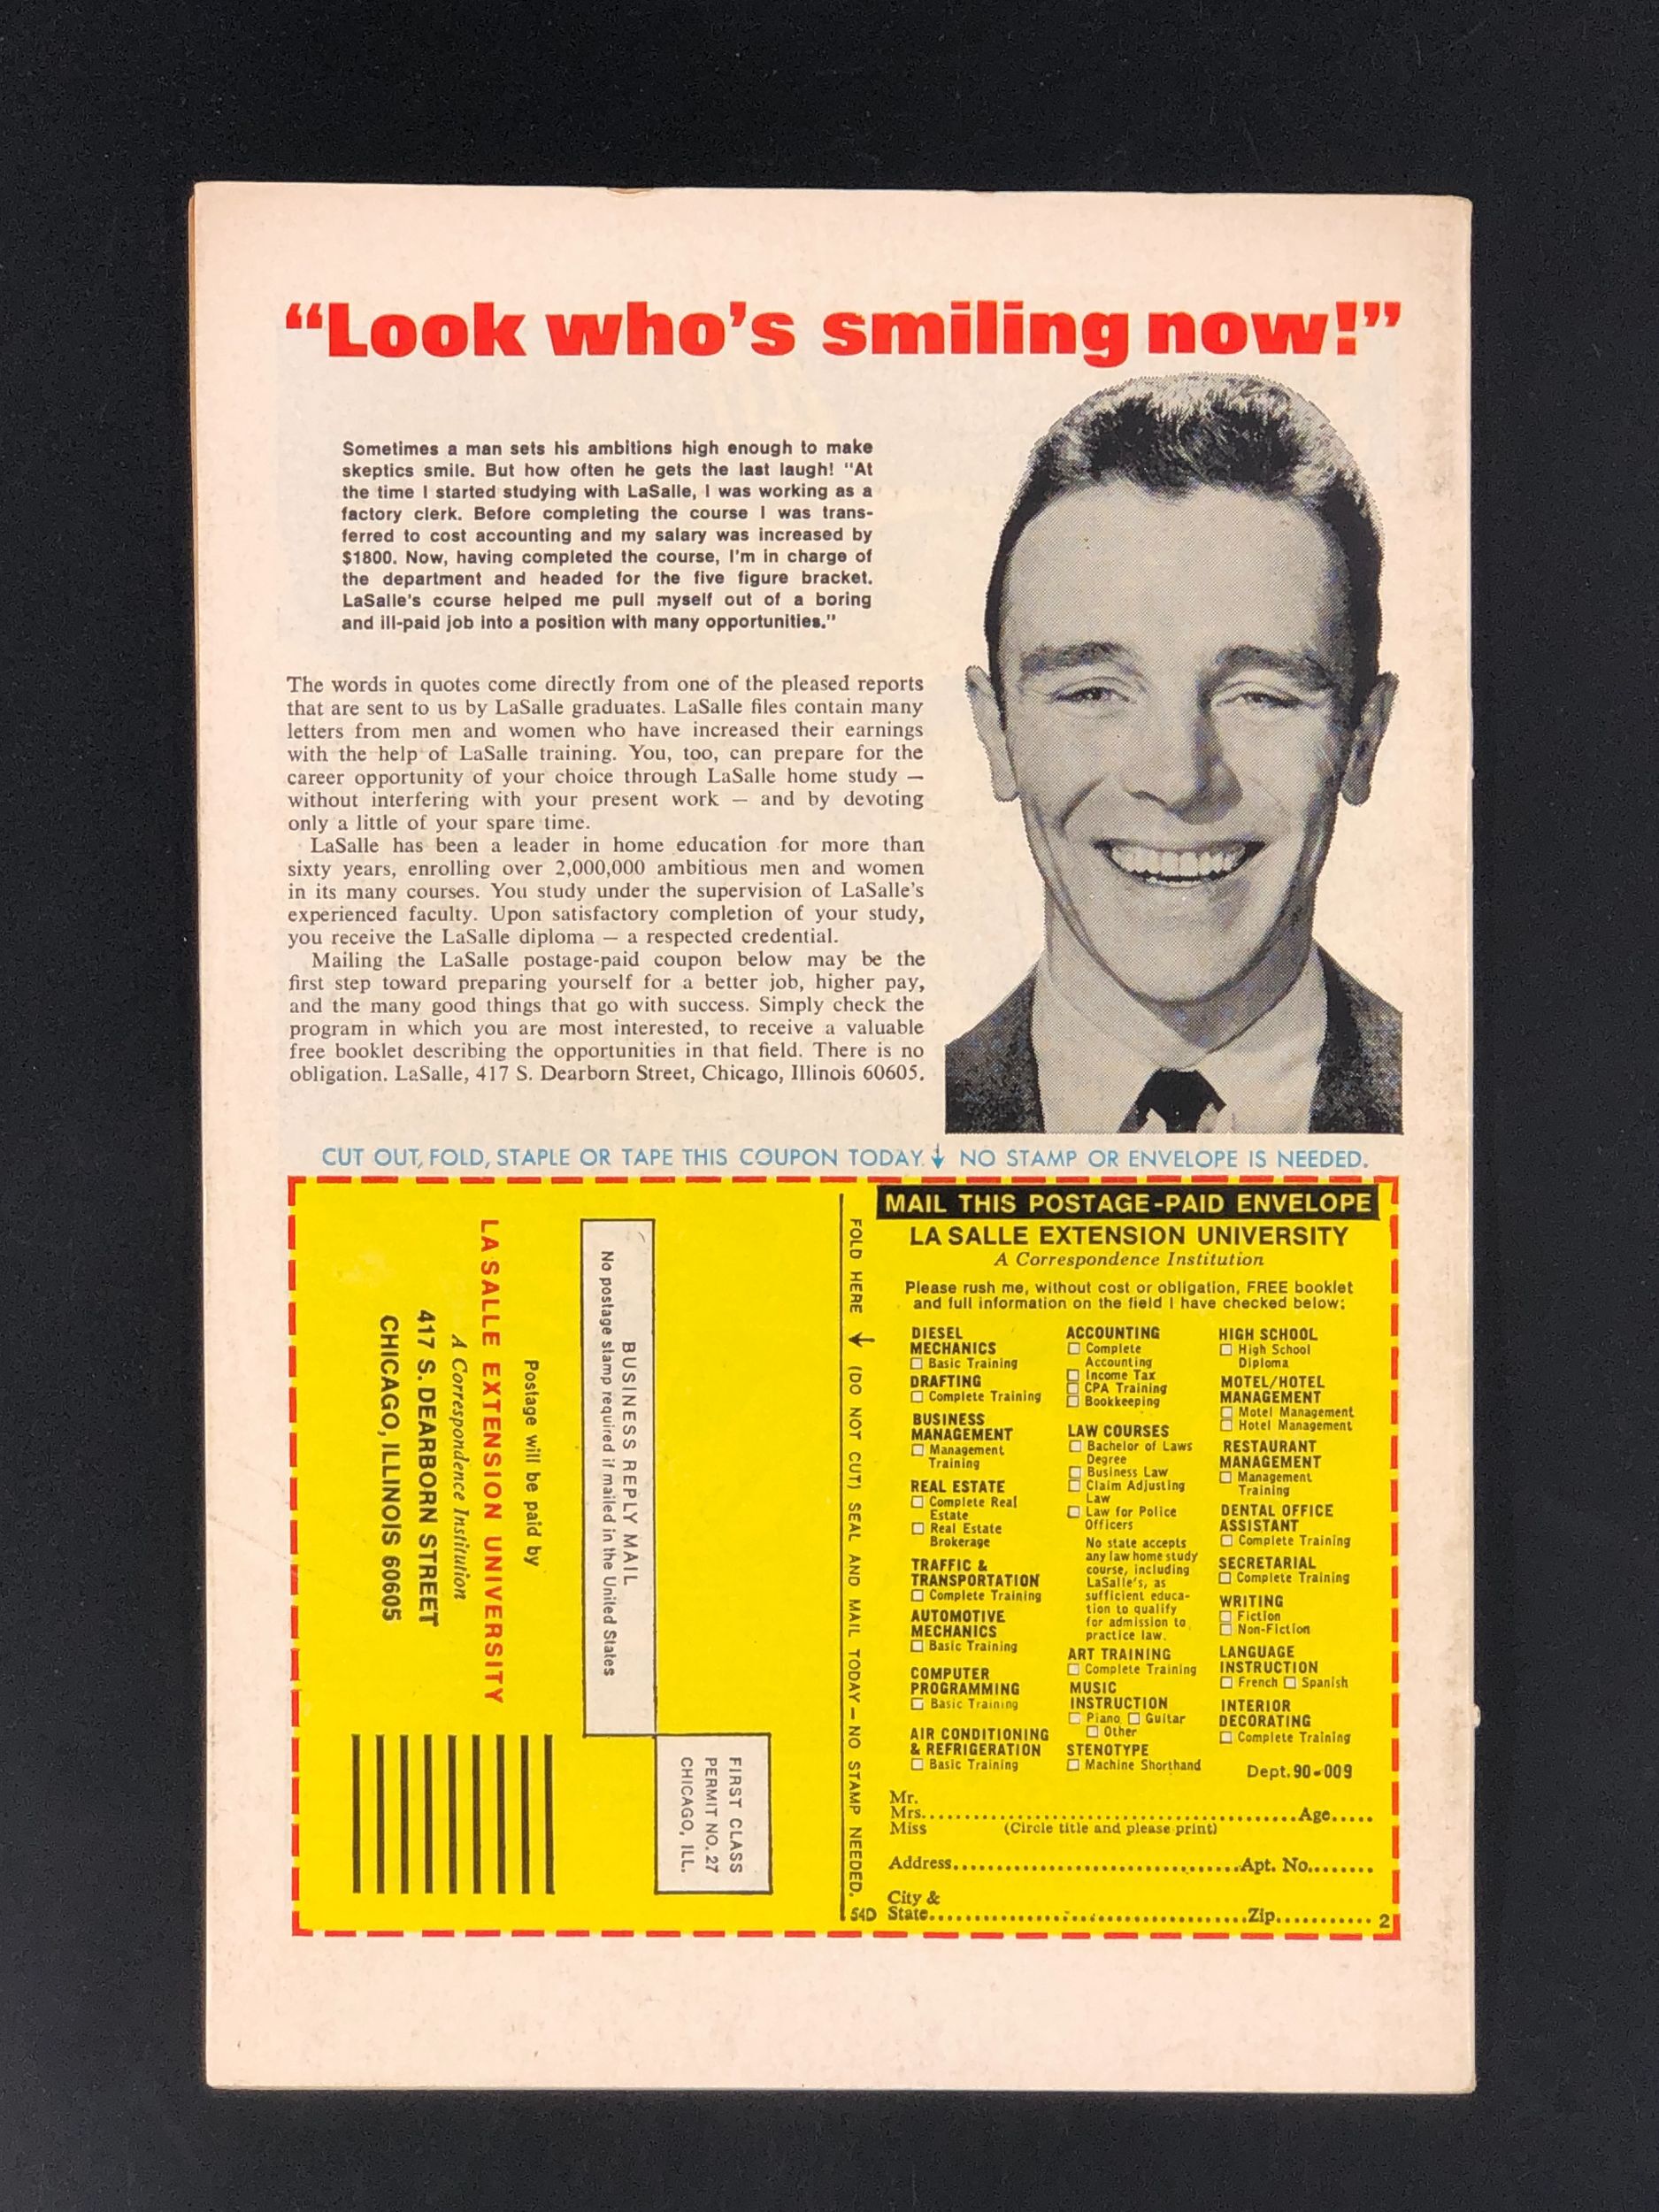 “Look who’s smiling now!”
Sometimes a man sets his ambitions high enough to make
skeptics smile. But how often he gets the last laugh! “At
the time I started studying with LaSalle, I was working as a
factory clerk. Before completing the course I was trans-
ferred to cost accounting and my salary was increased by
$1800. Now, having completed the course, I’m in charge of
the department and headed for the five figure bracket.
LaSalle’s course helped me pull myself out of a boring
and ill-paid job into a position with many opportunities.”
The words in quotes come directly from one of the pleased reports
that are sent to us by LaSalle graduates. LaSalle files contain many
letters from men and women who have increased their earnings
with the help of LaSalle training. You, too, can prepare for the
career opportunity of your choice through LaSalle home study —
without interfering with your present work — and by devoting
only a little of your spare time.
LaSalle has been a leader in home education for more than
sixty years, enrolling over 2,000,000 ambitious men and women
in its many courses. You study under the supervision of LaSalle’s
experienced faculty. Upon satisfactory completion of your study,
you receive the LaSalle diploma — a respected credential.
Mailing the LaSalle postage-paid coupon below may be the
first step toward preparing yourself for a better job, higher pay,
and the many good things that go with success. Simply check the
program in which you are most interested, to receive a valuable
free booklet describing the opportunities in that field. There is no
obligation. LaSalle, 417 S. Dearborn Street, Chicago, Illinois 60605.
CUT OUT, FOLD, STAPLE OR TAPE THIS COUPON TODAY. ↓ NO STAMP OR ENVELOPE IS NEEDED.
FIRST CLASS
PERMIT NO. 27
CHICAGO, ILL.
BUSINESS REPLY MAIL
No postage stamp required if mailed in the United States
Postage will be paid by
LA SALLE EXTENSION UNIVERSITY
A Correspondence Institution
417 S. DEARBORN STREET
CHICAGO, ILLINOIS 60605
FOLD HERE → (DO NOT CUT) SEAL AND MAIL TODAY — NO STAMP NEEDED.
54D
MAIL THIS POSTAGE-PAID ENVELOPE
LA SALLE EXTENSION UNIVERSITY
A Correspondence Institution
Please rush me, without cost or obligation, FREE booklet
and full information on the field I have checked below:
DIESEL
MECHANICS
☐ Basic Training
DRAFTING
☐ Complete Training
BUSINESS
MANAGEMENT
☐ Management
Training
REAL ESTATE
☐ Complete Real
Estate
☐ Real Estate
Brokerage
TRAFFIC &
TRANSPORTATION
☐ Complete Training
AUTOMOTIVE
MECHANICS
☐ Basic Training
COMPUTER
PROGRAMMING
☐ Basic Training
AIR CONDITIONING
& REFRIGERATION
☐ Basic Training
ACCOUNTING
☐ Complete
Accounting
☐ Income Tax
☐ CPA Training
☐ Bookkeeping
LAW COURSES
☐ Bachelor of Laws
Degree
☐ Business Law
☐ Claim Adjusting
Law
☐ Law for Police
Officers
No state accepts
any law home study
course, including
LaSalle’s, as
sufficient educa-
tion to qualify
for admission to
practice law.
ART TRAINING
☐ Complete Training
MUSIC
INSTRUCTION
☐ Piano ☐ Guitar
☐ Other
STENOTYPE
☐ Machine Shorthand
HIGH SCHOOL
☐ High School
Diploma
MOTEL/HOTEL
MANAGEMENT
☐ Motel Management
☐ Hotel Management
RESTAURANT
MANAGEMENT
☐ Management
Training
DENTAL OFFICE
ASSISTANT
☐ Complete Training
SECRETARIAL
☐ Complete Training
WRITING
☐ Fiction
☐ Non-Fiction
LANGUAGE
INSTRUCTION
☐ French ☐ Spanish
INTERIOR
DECORATING
☐ Complete Training
Dept. 90-009
Mr.
Mrs. Age
Miss (Circle title and please print)
Address Apt. No.
City &
State Zip 2